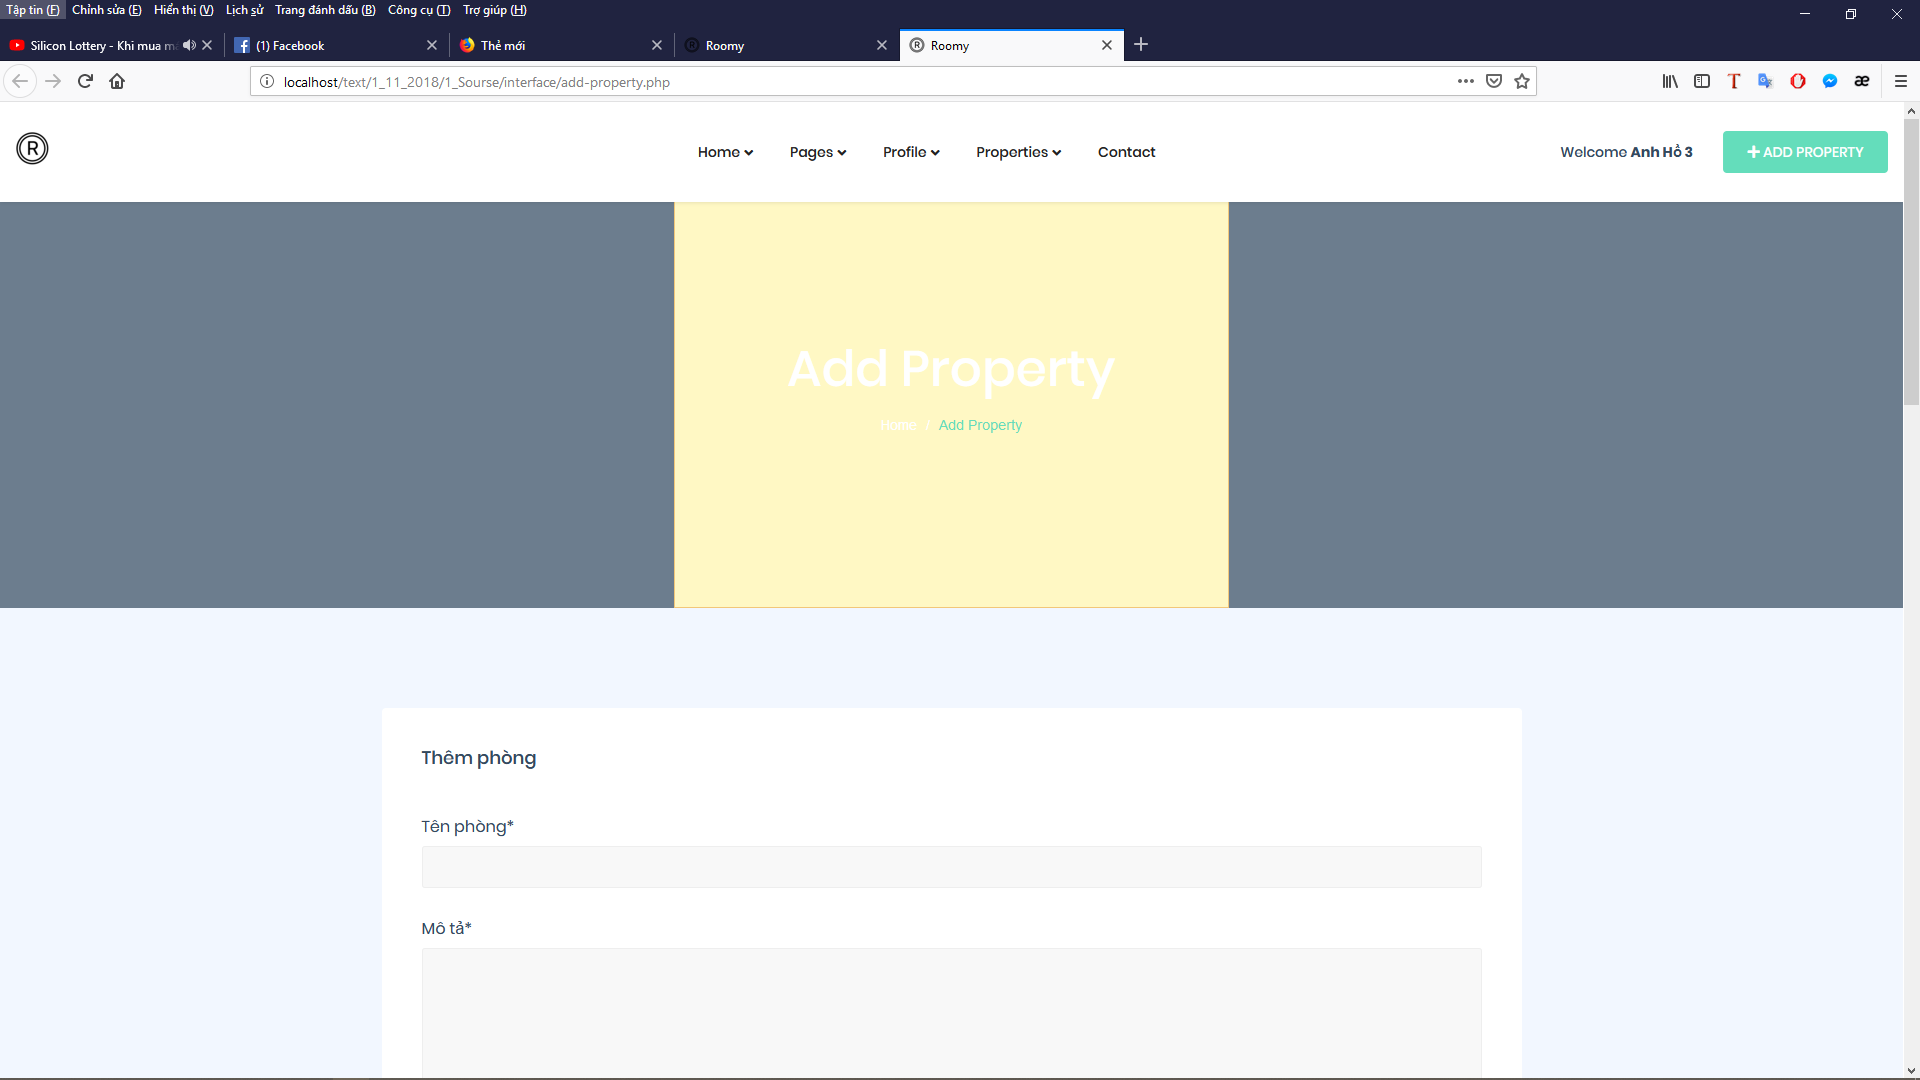 Tập tin (F) Chỉnh sửa (E) Hiển thị (V) Lịch sử Trang đánh dấu (B) Công cụ (T) Trợ giúp (H)
Silicon Lottery - Khi mua m
(1) Facebook
Thẻ mới
Roomy
Roomy
localhost/text/1_11_2018/1_Sourse/interface/add-property.php
R
Home
Pages
Profile
Properties
Contact
Welcome Anh Hồ 3
ADD PROPERTY
Add Property
Home / Add Property
Thêm phòng
Tên phòng*
Mô tả*